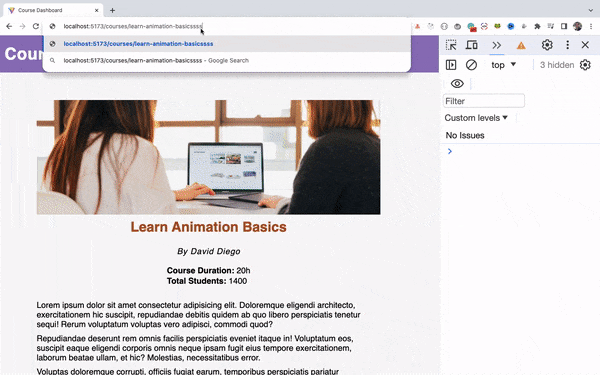 Course Dashboard
localhost:5173/courses/learn-animation-basicssss
localhost:5173/courses/learn-animation-basicssss
localhost:5173/courses/learn-animation-basicssss - Google Search
Cour
top
3 hidden
Filter
Custom levels
No Issues
Learn Animation Basics
By David Diego
Course Duration: 20h
Total Students: 1400
Lorem ipsum dolor sit amet consectetur adipisicing elit. Doloremque eligendi architecto,
exercitationem hic suscipit, repudiandae debitis quidem ab quo libero perspiciatis tenetur
sequi! Rerum voluptatum voluptas vero adipisci, commodi quod?
Repudiandae deserunt rem omnis facilis perspiciatis eveniet itaque in! Voluptatum eos,
suscipit eaque eligendi corporis omnis neque ipsam fugit eius tempore exercitationem,
laborum beatae ullam, et hic? Molestias, necessitatibus error.
Voluptas doloremque corrupti, officiis fugiat earum, temporibus perspiciatis pariatur